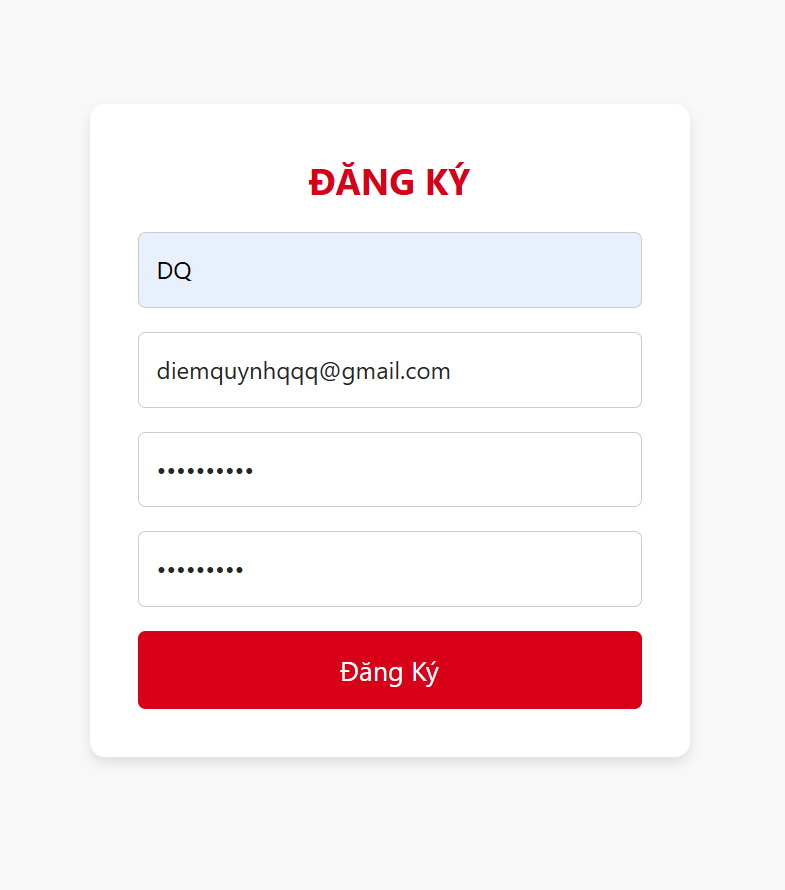 ĐĂNG KÝ
DQ
diemquynhqqq@gmail.com
••••••••••
•••••••••
Đăng Ký